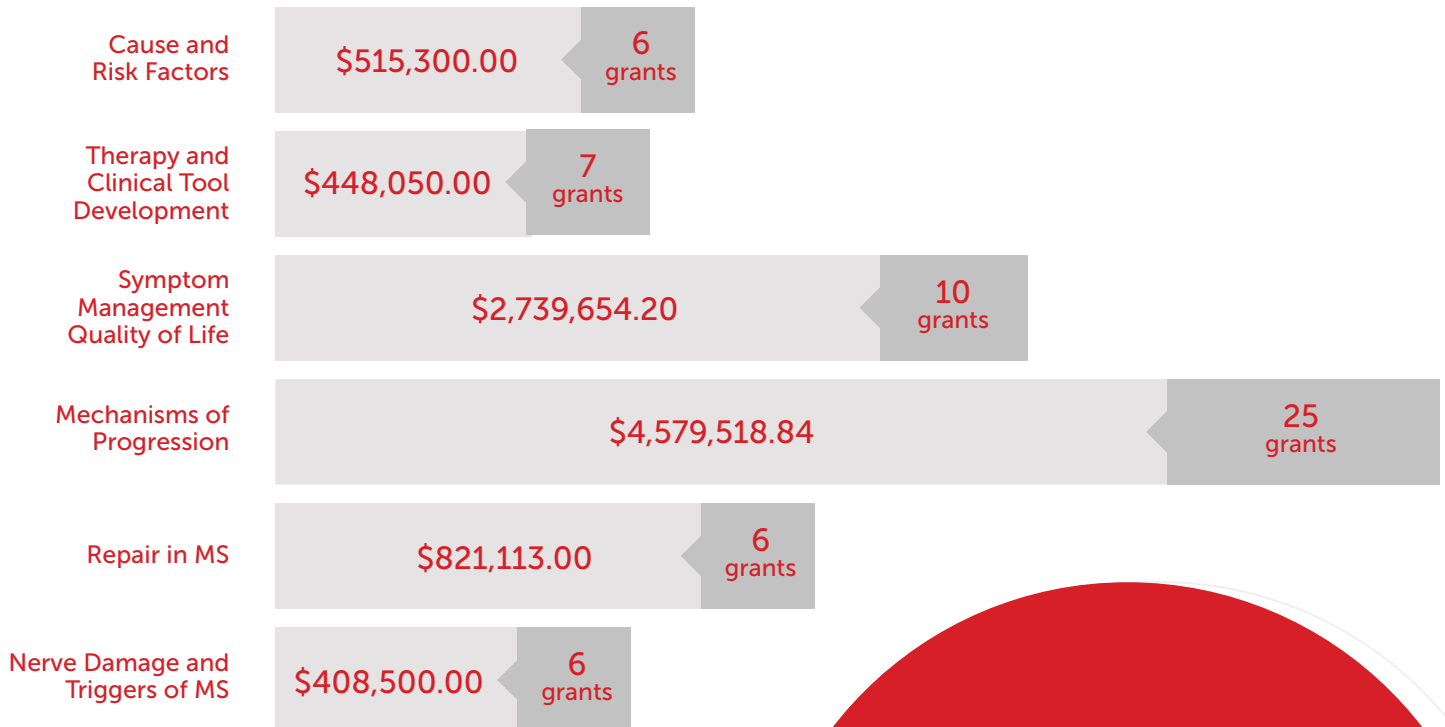 Cause and
Risk Factors
$515,300.00
6
grants
Therapy and
Clinical Tool
Development
$448,050.00
7
grants
Symptom
Management
Quality of Life
$2,739,654.20
10
grants
Mechanisms of
Progression
$4,579,518.84
25
grants
Repair in MS
$821,113.00
6
grants
Nerve Damage and
Triggers of MS
$408,500.00
6
grants